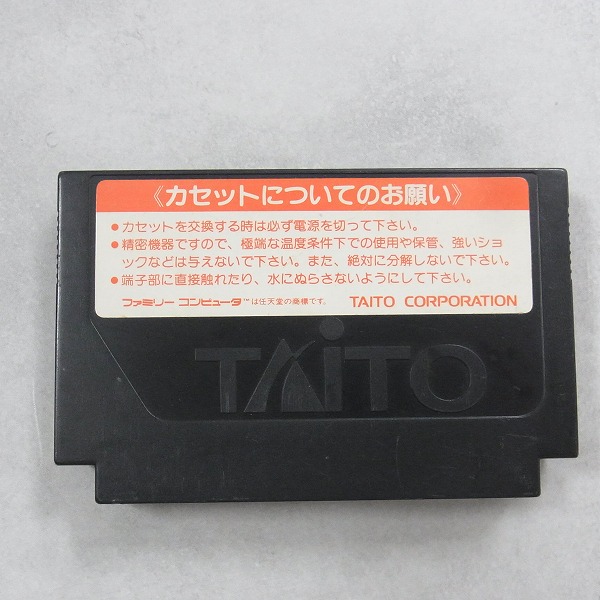 《カセットについてのお願い》
●カセットを交換する時は必ず電源を切って下さい。
●精密機器ですので、極端な温度条件下での使用や保管、強いショ
ックなどは与えないで下さい。また、絶対に分解しないで下さい。
●端子部に直接触れたり、水にぬらさないようにして下さい。
ファミリー コンピュータ™は任天堂の商標です。 TAITO CORPORATION
TAITO